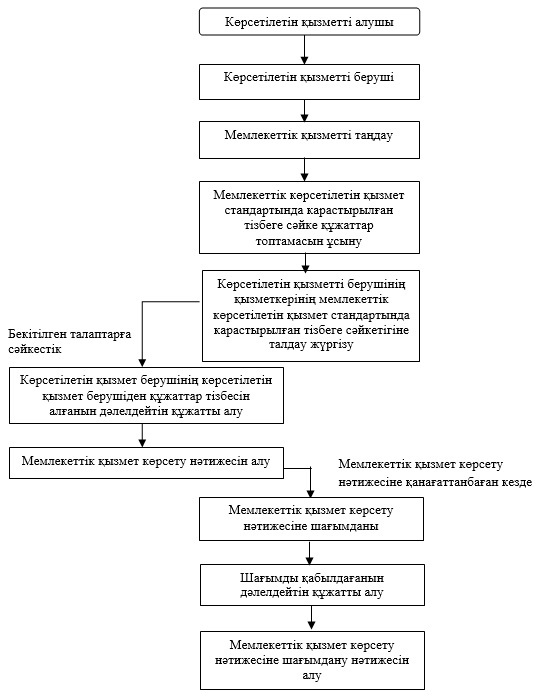 Көрсетілетін қызметті алушы
Көрсетілетін қызметті беруші
Мемлекеттік қызметті таңдау
Мемлекеттік көрсетілетін қызмет
стандартында карастырылған
тізбеге сәйке құжаттар
топтамасын ұсыну
Көрсетілетін қызметті берушінің
қызметкерінің мемлекеттік
көрсетілетін қызмет стандартында
карастырылған тізбеге сәйкетігіне
талдау жүргізу
Бекітілген талаптарға
сәйкестік
Көрсетілетін қызмет берушінің көрсетілетін
қызмет берушіден құжаттар тізбесін
алғанын дәлелдейтін құжатты алу
Мемлекеттік қызмет көрсету нәтижесін алу
Мемлекеттік қызмет көрсету
нәтижесіне қанағаттанбаған кезде
Мемлекеттік қызмет көрсету
нәтижесіне шағымданы
Шағымды қабылдағанын
дәлелдейтін құжатты алу
Мемлекеттік қызмет көрсету
нәтижесіне шағымдану нәтижесін
алу